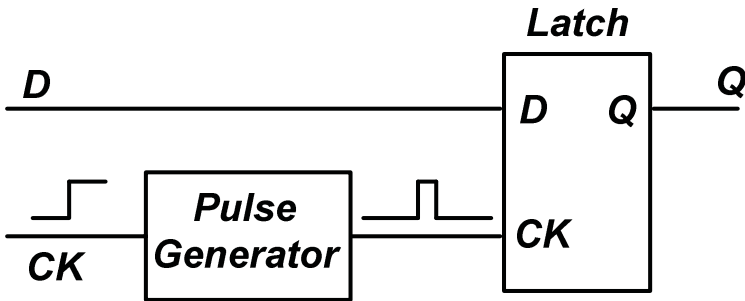 Latch
D
Q
D
Q
Pulse
Generator
CK
CK